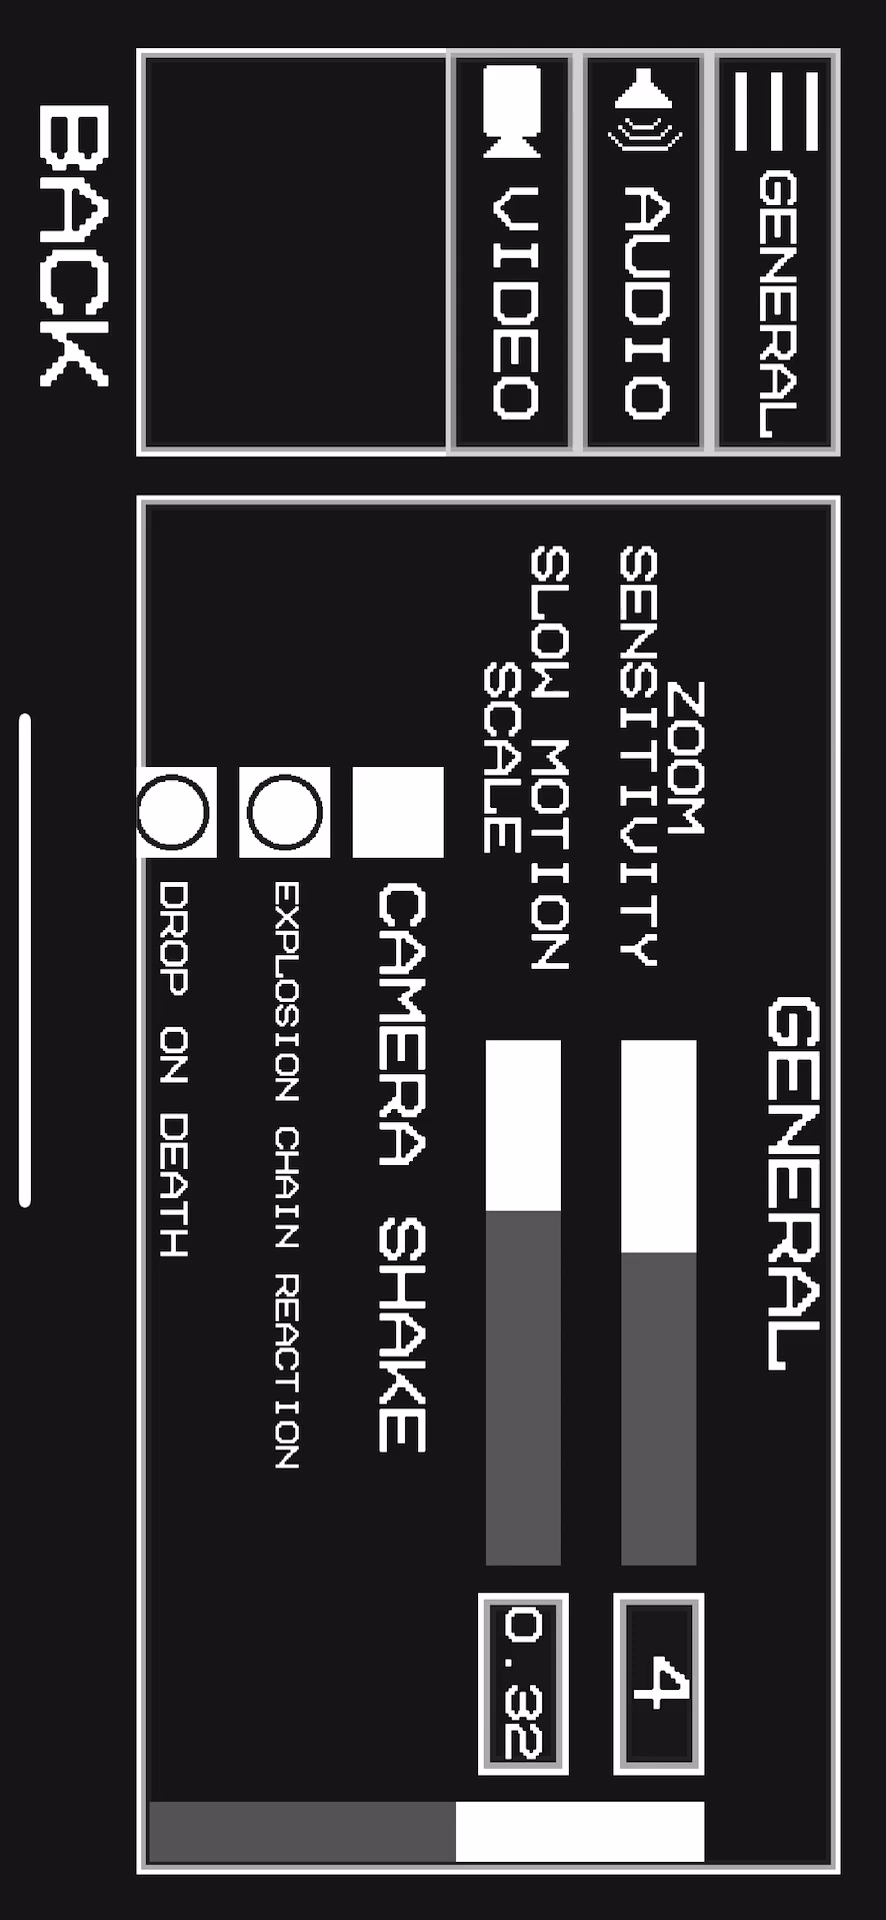 GENERAL
AUDIO
VIDEO
BACK
GENERAL
ZOOM
SENSITIVITY
4
SLOW MOTION
SCALE
0.32
CAMERA SHAKE
EXPLOSION CHAIN REACTION
DROP ON DEATH